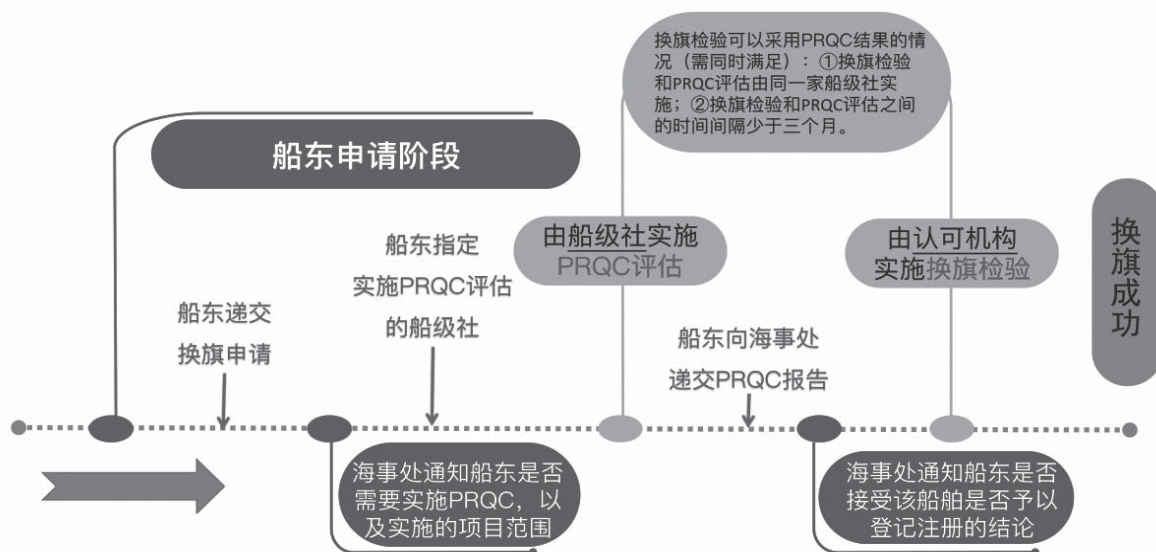 换旗检验可以采用PRQC结果的情
况（需同时满足）：①换旗检验
和PRQC评估由同一家船级社实
施；②换旗检验和PRQC评估之间
的时间间隔少于三个月。
船东申请阶段
船东递交
换旗申请
船东指定
实施PRQC评估
的船级社
由船级社实施
PRQC评估
船东向海事处
递交PRQC报告
由认可机构
实施换旗检验
换旗成功
海事处通知船东是否
需要实施PRQC，以
及实施的项目范围
海事处通知船东是否
接受该船舶是否予以
登记注册的结论